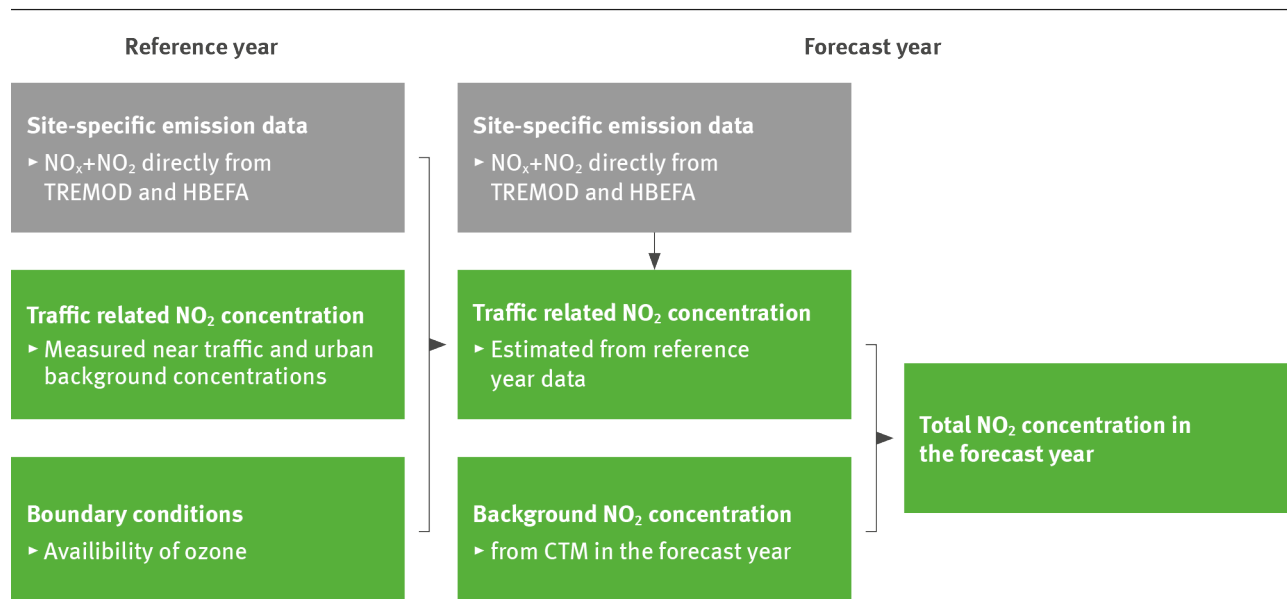 Reference year
Forecast year
Site-specific emission data
▸ NOₓ+NO₂ directly from
TREMOD and HBEFA
Traffic related NO₂ concentration
▸ Measured near traffic and urban
background concentrations
Boundary conditions
▸ Availibility of ozone
Site-specific emission data
▸ NOₓ+NO₂ directly from
TREMOD and HBEFA
Traffic related NO₂ concentration
▸ Estimated from reference
year data
Background NO₂ concentration
▸ from CTM in the forecast year
Total NO₂ concentration in
the forecast year